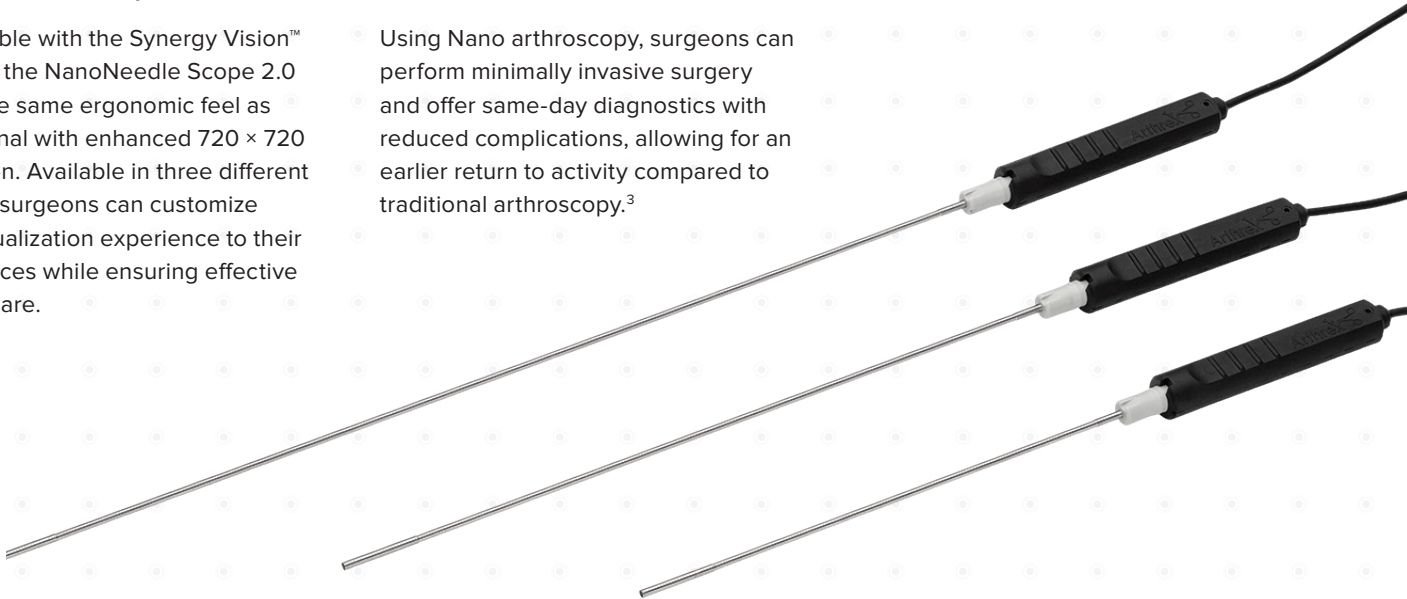 ble with the Synergy Vision™
the NanoNeedle Scope 2.0
e same ergonomic feel as
nal with enhanced 720 × 720
n. Available in three different
surgeons can customize
ualization experience to their
ces while ensuring effective
are.
Using Nano arthroscopy, surgeons can
perform minimally invasive surgery
and offer same-day diagnostics with
reduced complications, allowing for an
earlier return to activity compared to
traditional arthroscopy.³
Arthrex
Arthrex
Arthrex